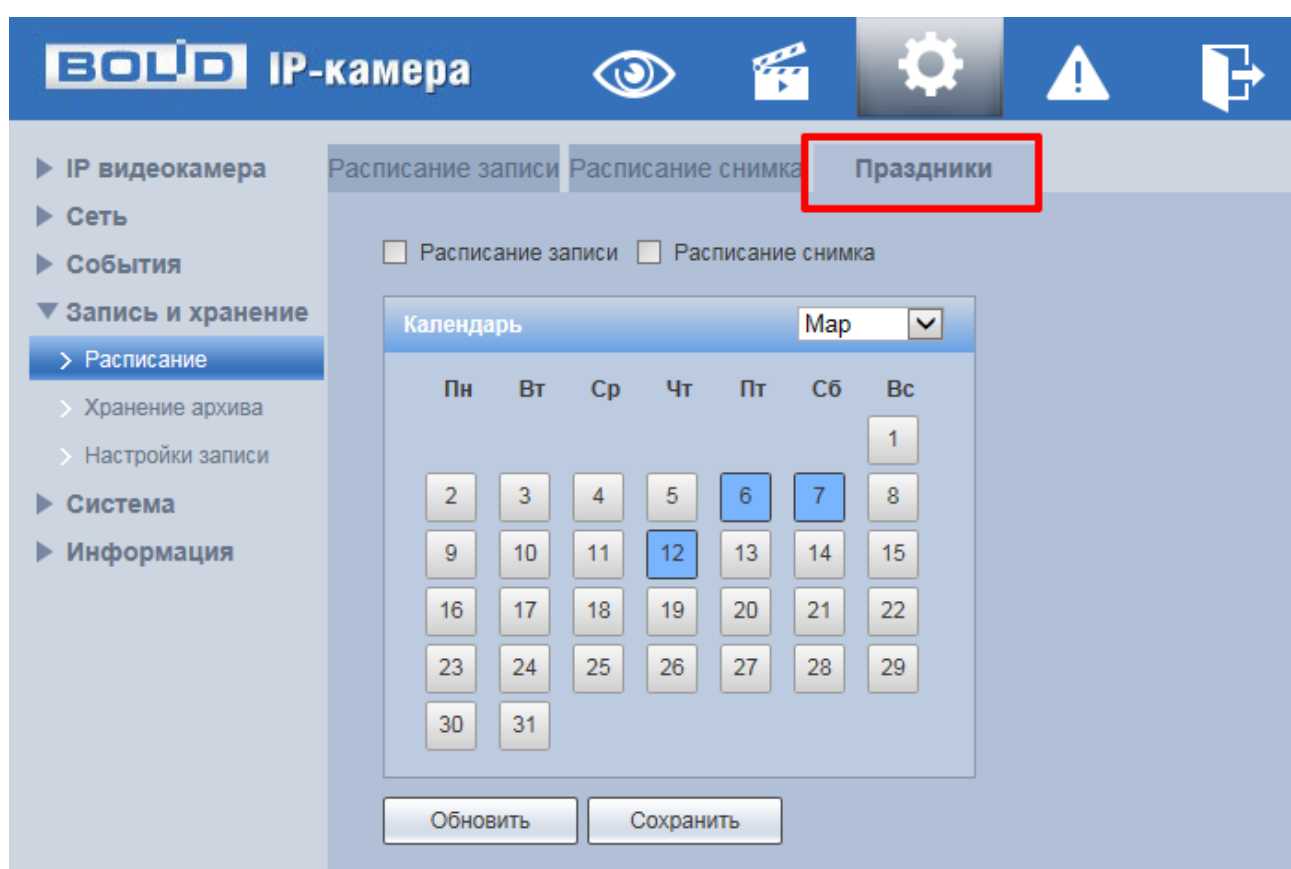 BOLID IP-камера
IP видеокамера
Сеть
События
Запись и хранение
Расписание
Хранение архива
Настройки записи
Система
Информация
Расписание записи Расписание снимка Праздники
Расписание записи Расписание снимка
Календарь Мар
Пн Вт Ср Чт Пт Сб Вс
1
2 3 4 5 6 7 8
9 10 11 12 13 14 15
16 17 18 19 20 21 22
23 24 25 26 27 28 29
30 31
Обновить Сохранить